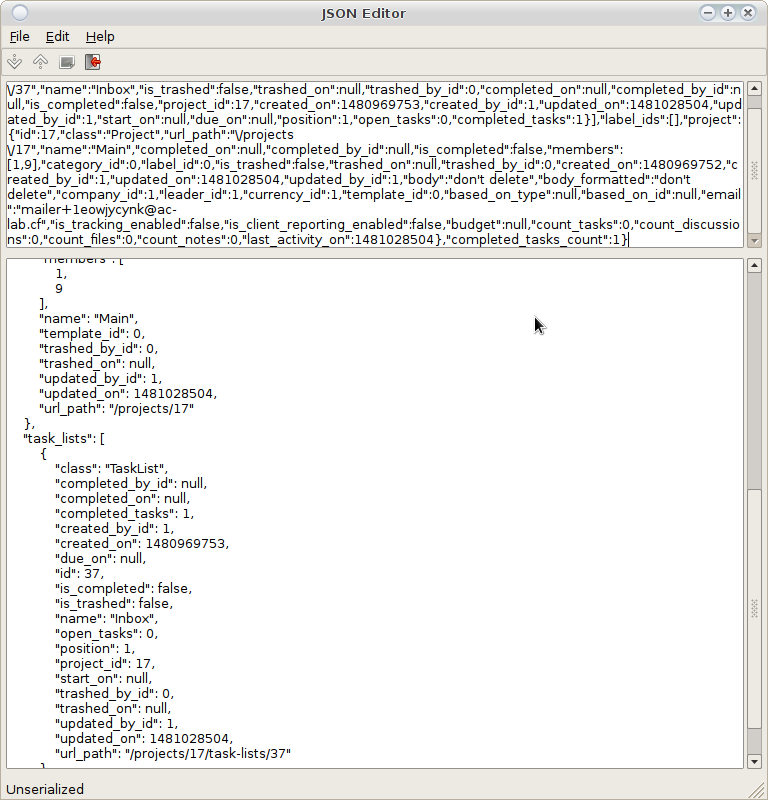 JSON Editor
File Edit Help
\/37","name":"Inbox","is_trashed":false,"trashed_on":null,"trashed_by_id":0,"completed_on":null,"completed_by_id":n
ull,"is_completed":false,"project_id":17,"created_on":1480969753,"created_by_id":1,"updated_on":1481028504,"upd
ated_by_id":1,"start_on":null,"due_on":null,"position":1,"open_tasks":0,"completed_tasks":1}],"label_ids":[],"project":
{"id":17,"class":"Project","url_path":"\/projects
\/17","name":"Main","completed_on":null,"completed_by_id":null,"is_completed":false,"members":
[1,9],"category_id":0,"label_id":0,"is_trashed":false,"trashed_on":null,"trashed_by_id":0,"created_on":1480969752,"c
reated_by_id":1,"updated_on":1481028504,"updated_by_id":1,"body":"don't delete","body_formatted":"don't
delete","company_id":1,"leader_id":1,"currency_id":1,"template_id":0,"based_on_type":null,"based_on_id":null,"email
":"mailer+1eowjycynk@ac-
lab.cf","is_tracking_enabled":false,"is_client_reporting_enabled":false,"budget":null,"count_tasks":0,"count_discussio
ns":0,"count_files":0,"count_notes":0,"last_activity_on":1481028504},"completed_tasks_count":1}
"members": [
1,
9
],
"name": "Main",
"template_id": 0,
"trashed_by_id": 0,
"trashed_on": null,
"updated_by_id": 1,
"updated_on": 1481028504,
"url_path": "/projects/17"
},
"task_lists": [
{
"class": "TaskList",
"completed_by_id": null,
"completed_on": null,
"completed_tasks": 1,
"created_by_id": 1,
"created_on": 1480969753,
"due_on": null,
"id": 37,
"is_completed": false,
"is_trashed": false,
"name": "Inbox",
"open_tasks": 0,
"position": 1,
"project_id": 17,
"start_on": null,
"trashed_by_id": 0,
"trashed_on": null,
"updated_by_id": 1,
"updated_on": 1481028504,
"url_path": "/projects/17/task-lists/37"
}
Unserialized